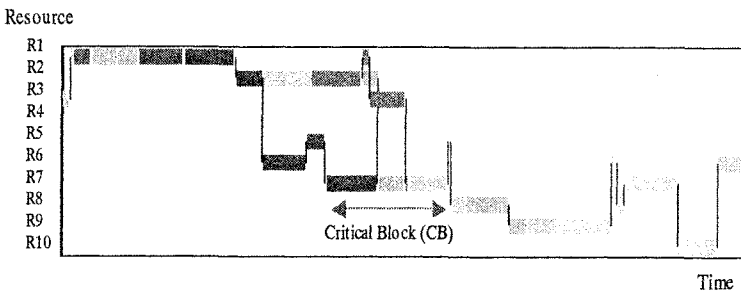 Resource
R1
R2
R3
R4
R5
R6
R7
R8
R9
R10
Critical Block (CB)
Time